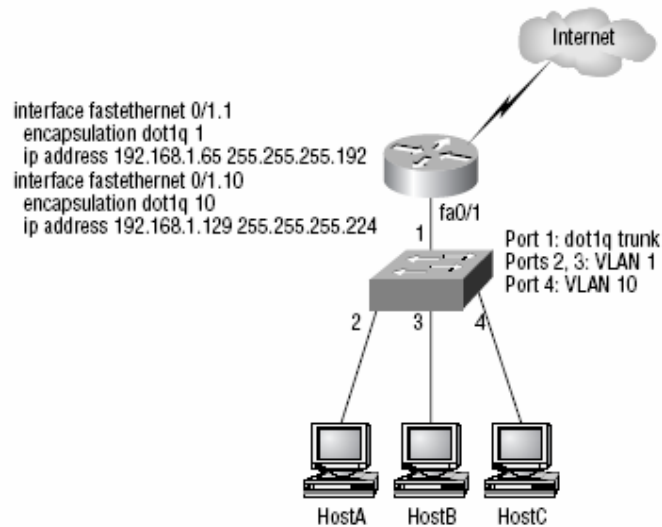 Internet
interface fastethernet 0/1.1
encapsulation dot1q 1
ip address 192.168.1.65 255.255.255.192
interface fastethernet 0/1.10
encapsulation dot1q 10
ip address 192.168.1.129 255.255.255.224
fa0/1
1
Port 1: dot1q trunk
Ports 2, 3: VLAN 1
Port 4: VLAN 10
2 3 4
HostA HostB HostC